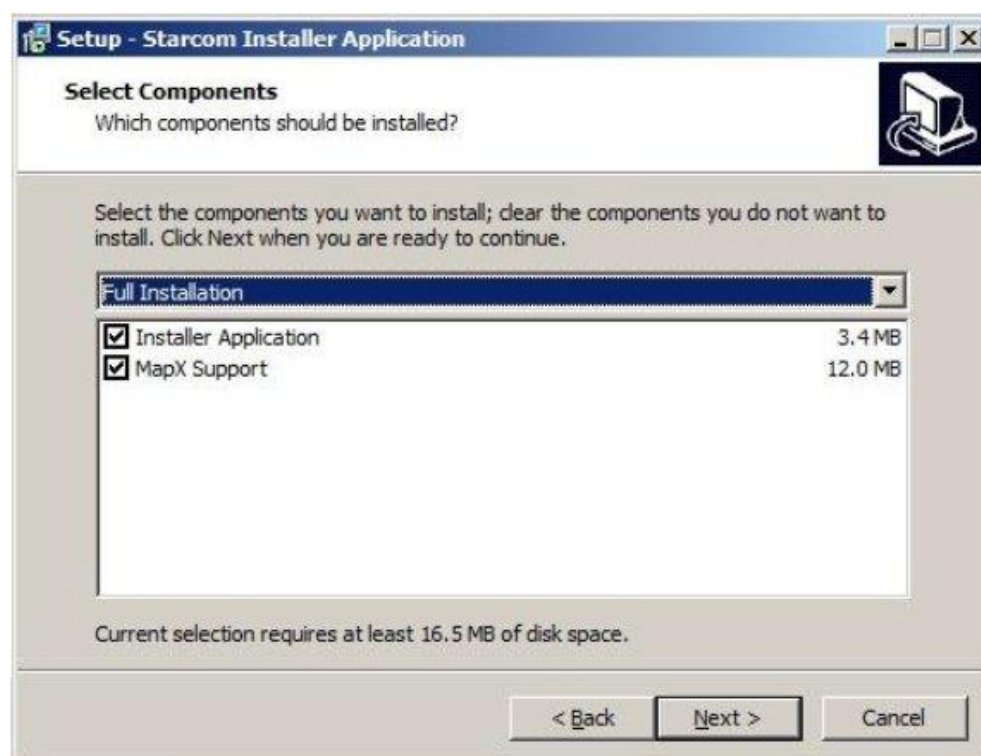 Setup - Starcom Installer Application
Select Components
Which components should be installed?
Select the components you want to install; clear the components you do not want to
install. Click Next when you are ready to continue.
Full Installation
Installer Application 3.4 MB
MapX Support 12.0 MB
Current selection requires at least 16.5 MB of disk space.
< Back Next > Cancel